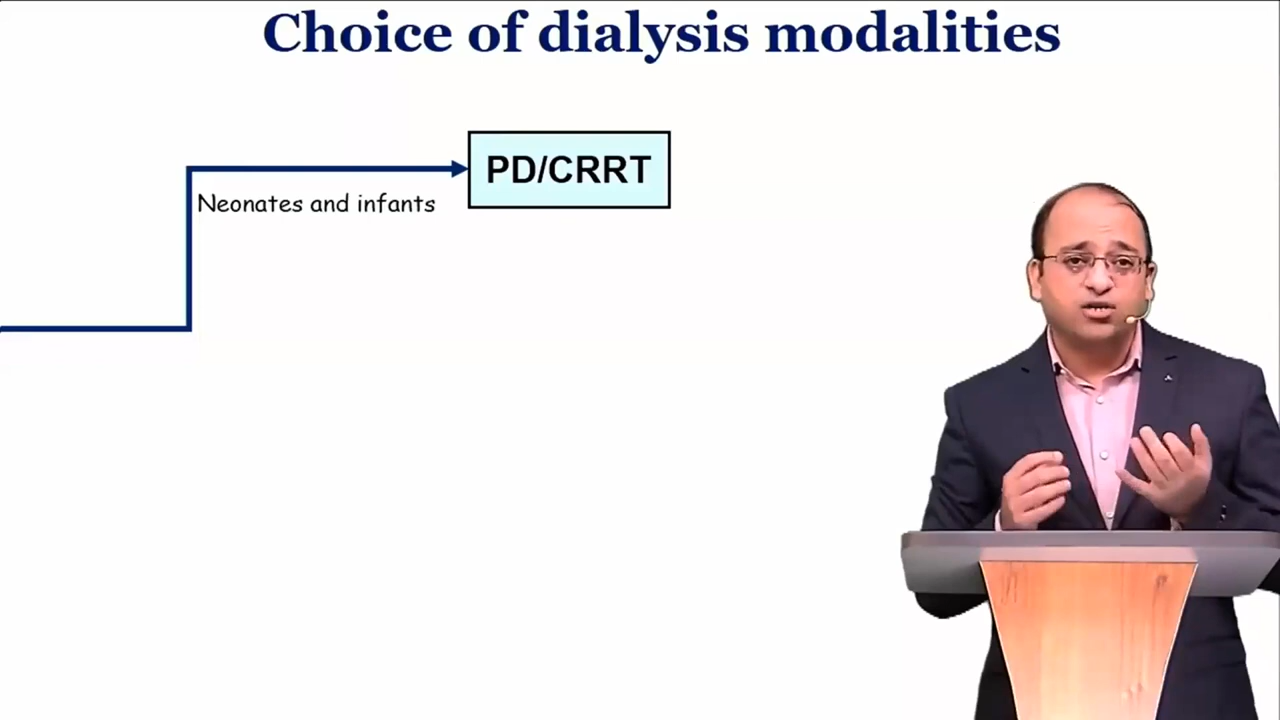 Choice of dialysis modalities
PD/CRRT
Neonates and infants